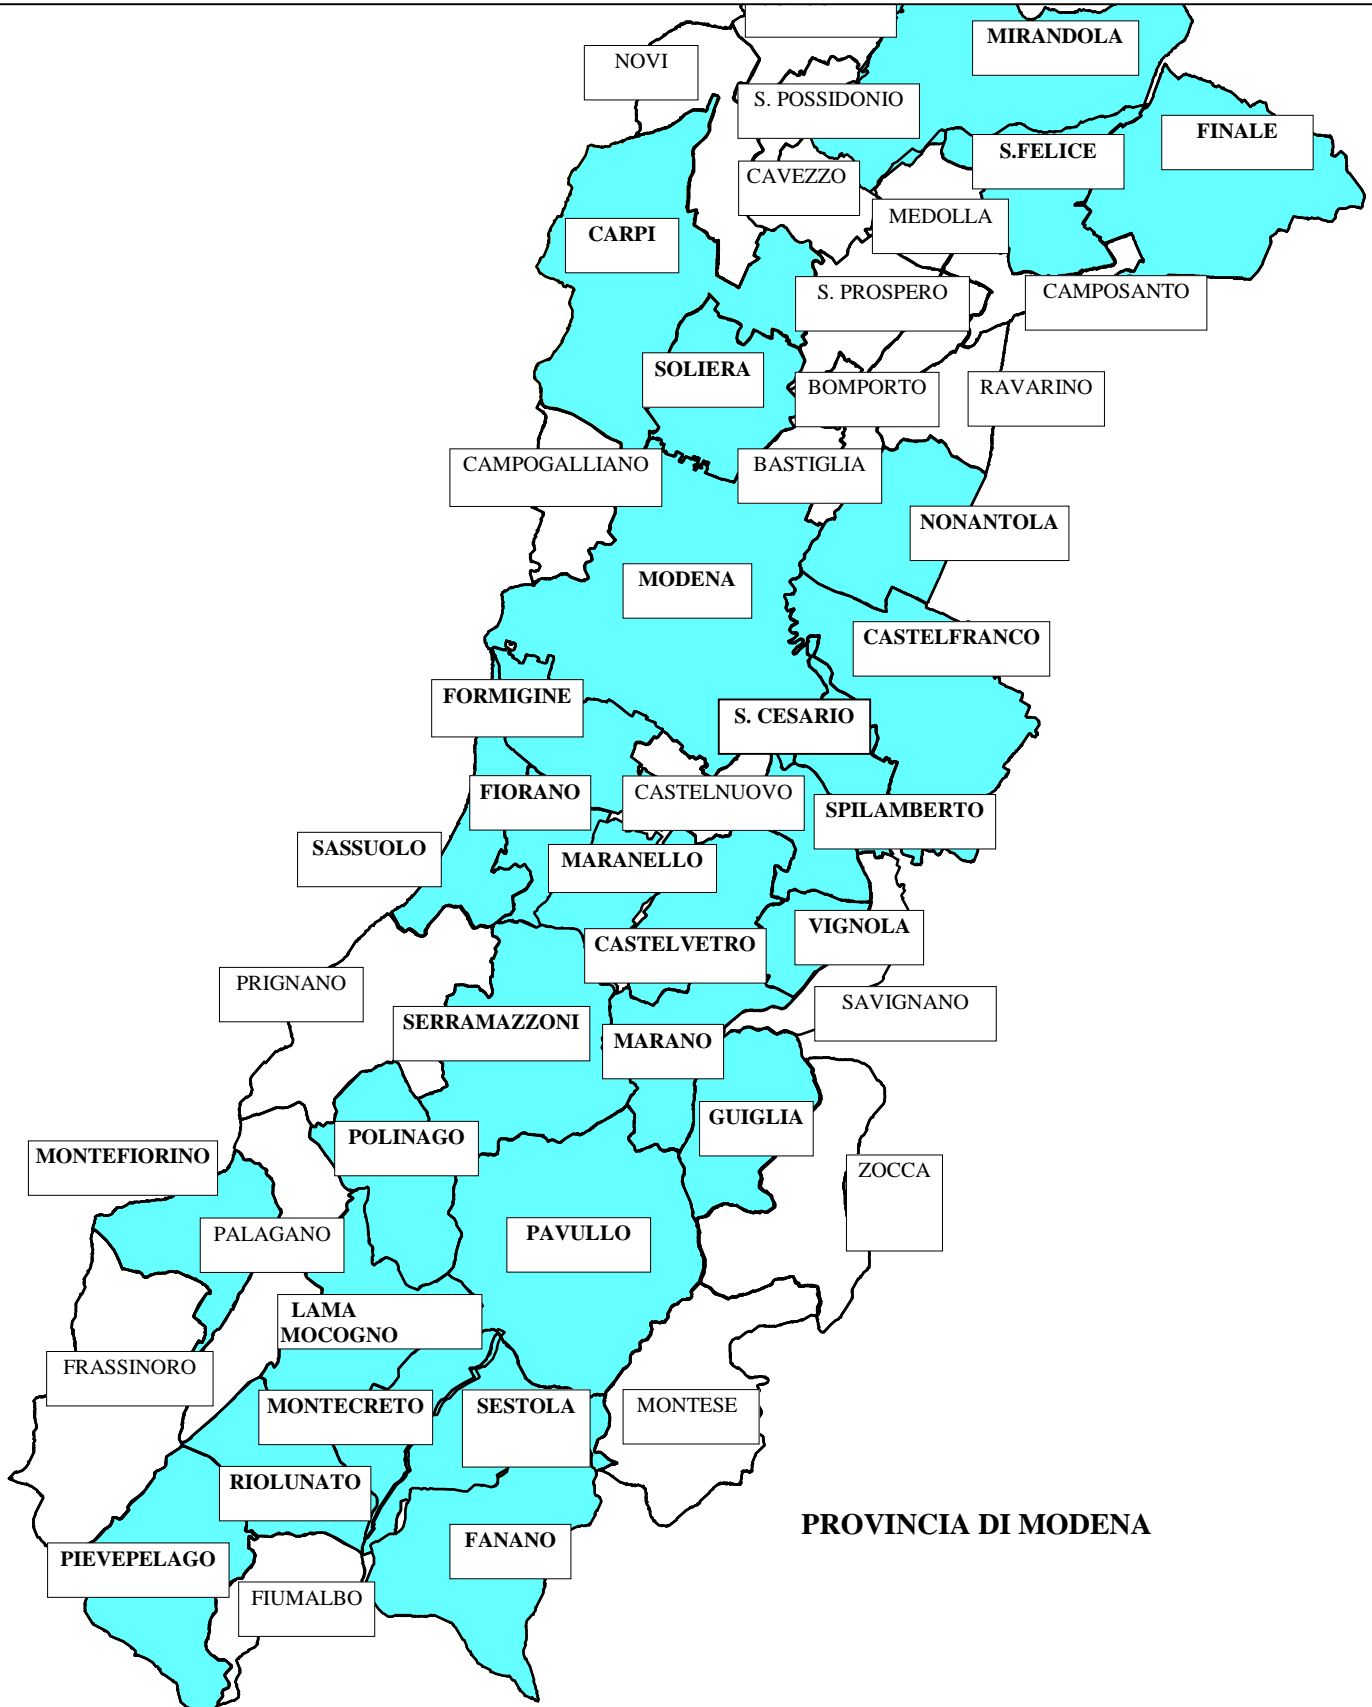 MIRANDOLA
NOVI
S. POSSIDONIO
FINALE
S.FELICE
CAVEZZO
MEDOLLA
CARPI
S. PROSPERO
CAMPOSANTO
SOLIERA
BOMPORTO
RAVARINO
CAMPOGALLIANO
BASTIGLIA
NONANTOLA
MODENA
CASTELFRANCO
FORMIGINE
S. CESARIO
FIORANO
CASTELNUOVO
SPILAMBERTO
SASSUOLO
MARANELLO
VIGNOLA
CASTELVETRO
PRIGNANO
SAVIGNANO
SERRAMAZZONI
MARANO
GUIGLIA
POLINAGO
MONTEFIORINO
ZOCCA
PALAGANO
PAVULLO
LAMA
MOCOGNO
FRASSINORO
MONTECRETO
SESTOLA
MONTESE
RIOLUNATO
PROVINCIA DI MODENA
FANANO
PIEVEPELAGO
FIUMALBO